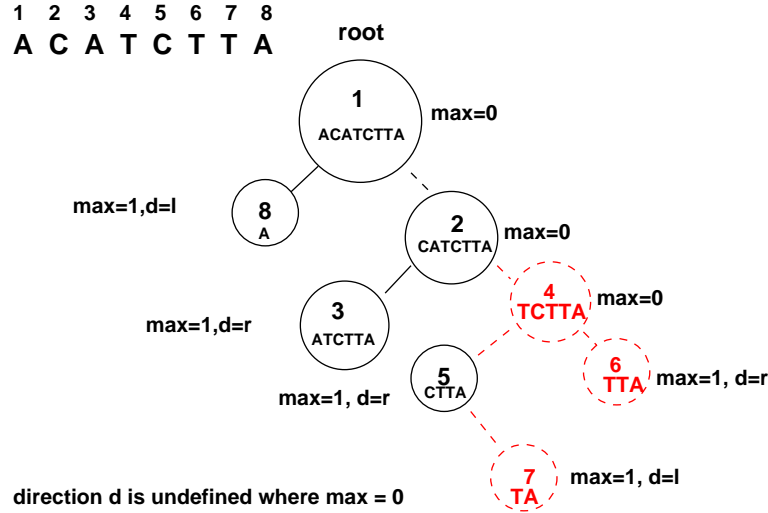 1 2 3 4 5 6 7 8
A C A T C T T A
root
1
ACATCTTA
max=0
max=1,d=l
8
A
2
CATCTTA
max=0
3
ATCTTA
max=1,d=r
4
TCTTA
max=0
5
CTTA
max=1, d=r
6
TTA
max=1, d=r
7
TA
max=1, d=l
direction d is undefined where max = 0